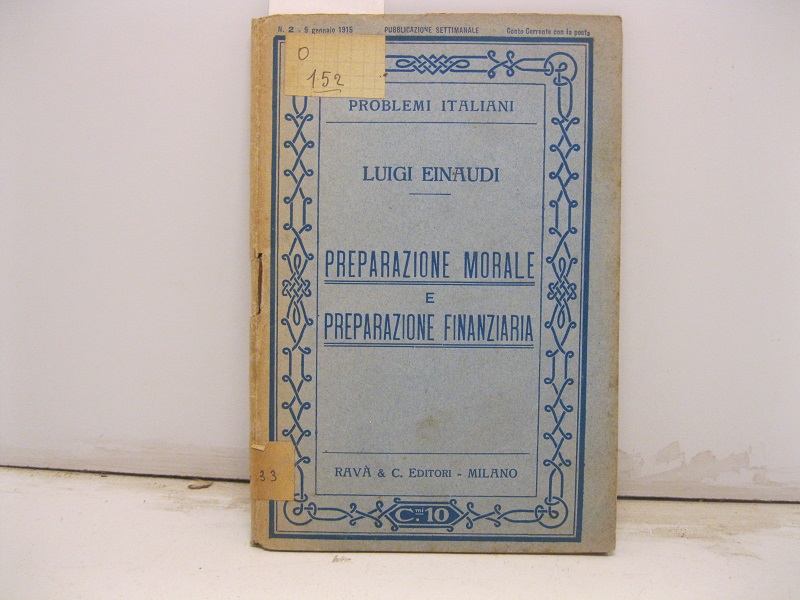 N. 2 - 5 gennaio 1915 PUBBLICAZIONE SETTIMANALE Conto Corrente con la posta
O
152
PROBLEMI ITALIANI
LUIGI EINAUDI
PREPARAZIONE MORALE
E
PREPARAZIONE FINANZIARIA
RAVÀ & C. EDITORI - MILANO
33
C.mi 10